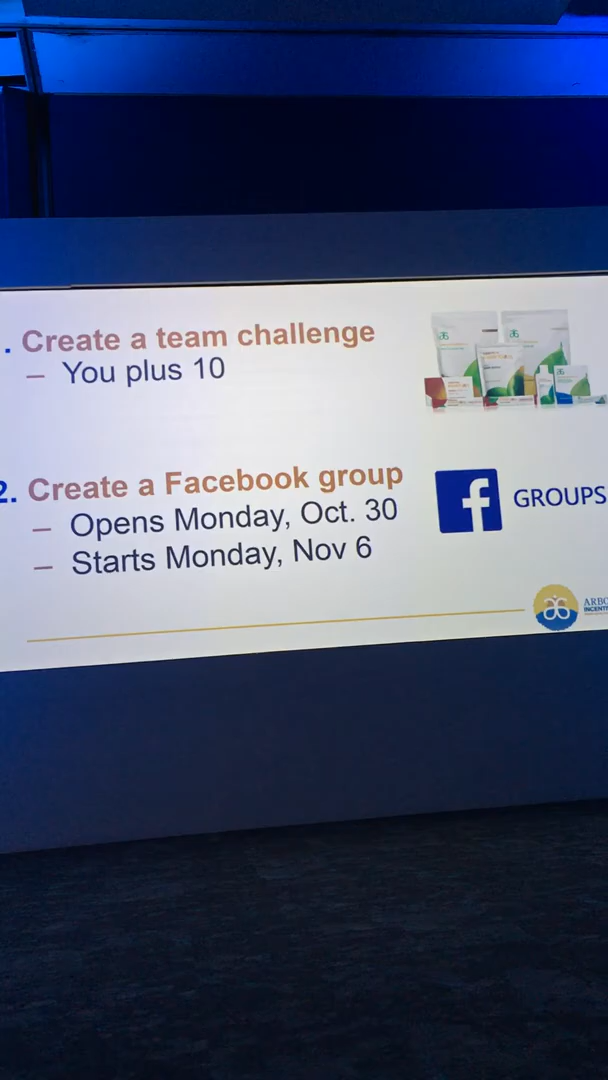 . Create a team challenge
– You plus 10
2. Create a Facebook group
– Opens Monday, Oct. 30
– Starts Monday, Nov 6
f GROUPS
ARBO
INCENT